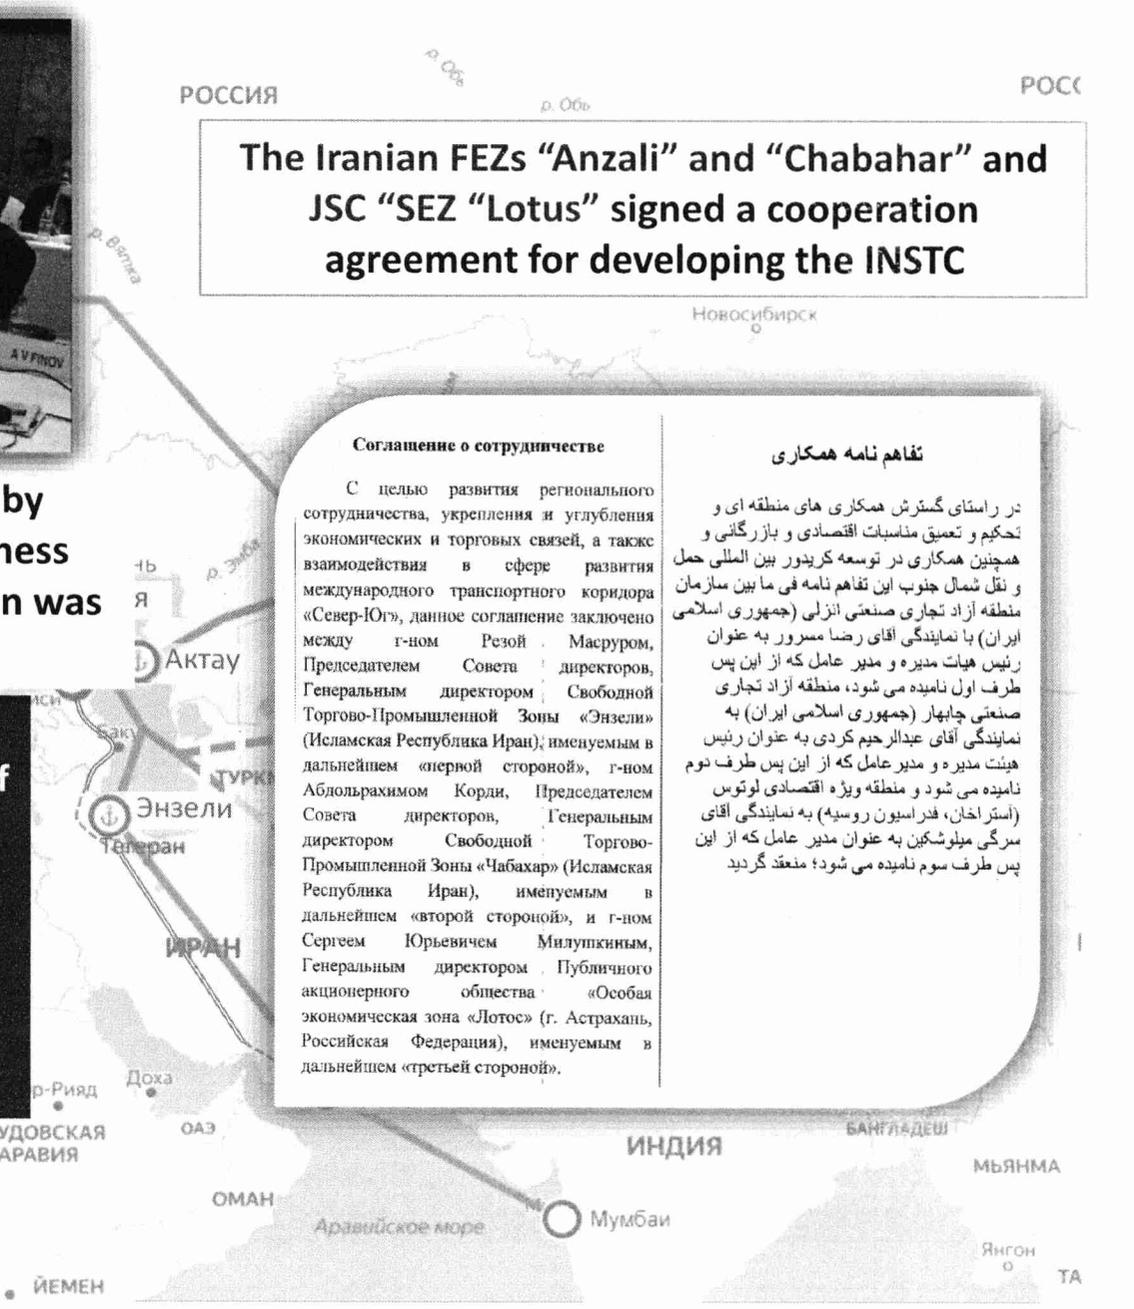 р. Обь
РОССИЯ
РОСС
р. Обь
The Iranian FEZs “Anzali” and “Chabahar” and
JSC “SEZ “Lotus” signed a cooperation
agreement for developing the INSTC
р. Вятка
Новосибирск
A V FINOV
by
ness
n was
f
Соглашение о сотрудничестве
С целью развития регионального
сотрудничества, укрепления и углубления
экономических и торговых связей, а также
взаимодействия в сфере развития
международного транспортного коридора
«Север-Юг», данное соглашение заключено
между г-ном Резой Масруром,
Председателем Совета директоров,
Генеральным директором Свободной
Торгово-Промышленной Зоны «Энзели»
(Исламская Республика Иран), именуемым в
дальнейшем «первой стороной», г-ном
Абдольрахимом Корди, Председателем
Совета директоров, Генеральным
директором Свободной Торгово-
Промышленной Зоны «Чабахар» (Исламская
Республика Иран), именуемым в
дальнейшем «второй стороной», и г-ном
Сергеем Юрьевичем Милушкиным,
Генеральным директором Публичного
акционерного общества «Особая
экономическая зона «Лотос» (г. Астрахань,
Российская Федерация), именуемым в
дальнейшем «третьей стороной».
تفاهم نامه همکاری
در راستای گسترش همکاری های منطقه ای و
تحکیم و تعمیق مناسبات اقتصادی و بازرگانی و
همچنین همکاری در توسعه کریدور بین المللی حمل
و نقل شمال جنوب این تفاهم نامه فی ما بین سازمان
منطقه آزاد تجاری صنعتی انزلی (جمهوری اسلامی
ایران) با نمایندگی آقای رضا مسرور به عنوان
رئیس هیات مدیره و مدیر عامل که از این پس
طرف اول نامیده می شود، منطقه آزاد تجاری
صنعتی چابهار (جمهوری اسلامی ایران) به
نمایندگی آقای عبدالرحیم کردی به عنوان رئیس
هیئت مدیره و مدیر عامل که از این پس طرف دوم
نامیده می شود و منطقه ویژه اقتصادی لوتوس
(آستراخان، فدراسیون روسیه) به نمایندگی آقای
سرگی میلوشکین به عنوان مدیر عامل که از این
پس طرف سوم نامیده می شود؛ منعقد گردید
р. Эмба
Актау
Баку
ТУРК
Энзели
Тегеран
ИРАН
Доха
р-Рияд
УДОВСКАЯ
АРАВИЯ
ОАЭ
ИНДИЯ
БАНГЛАДЕШ
МЬЯНМА
ОМАН
Аравийское море
Мумбаи
Янгон
ТА
ЙЕМЕН